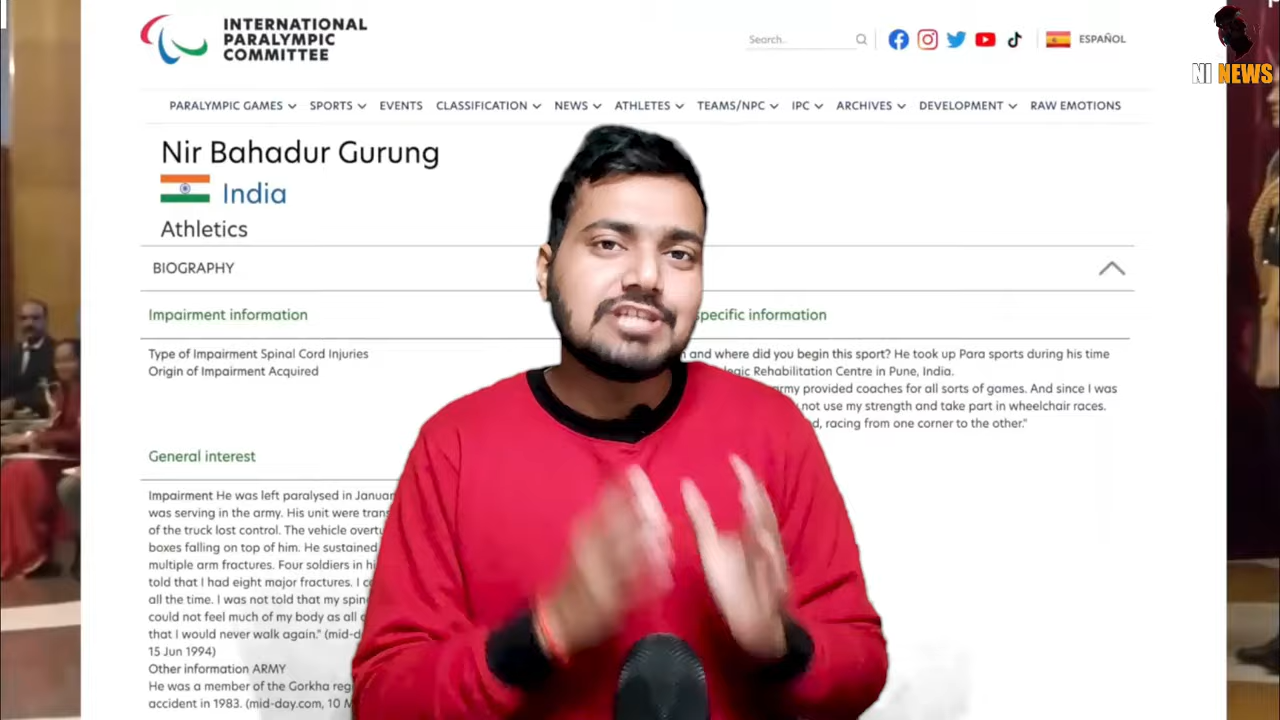 INTERNATIONAL
PARALYMPIC
COMMITTEE
Search..
ESPAÑOL
NI NEWS
PARALYMPIC GAMES
SPORTS
EVENTS
CLASSIFICATION
NEWS
ATHLETES
TEAMS/NPC
IPC
ARCHIVES
DEVELOPMENT
RAW EMOTIONS
Nir Bahadur Gurung
India
Athletics
BIOGRAPHY
Impairment information
Type of Impairment Spinal Cord Injuries
Origin of Impairment Acquired
specific information
and where did you begin this sport? He took up Para sports during his time
Rehabilitation Centre in Pune, India.
army provided coaches for all sorts of games. And since I was
not use my strength and take part in wheelchair races.
racing from one corner to the other."
General interest
Impairment He was left paralysed in
was serving in the army. His unit were
of the truck lost control. The vehicle
boxes falling on top of him. He sustained
multiple arm fractures. Four soldiers in
told that I had eight major fractures. I
all the time. I was not told that my
could not feel much of my body as all
that I would never walk again."
15 Jun 1994)
Other information ARMY
He was a member of the Gorkha
accident in 1983. (mid-day.com, 10